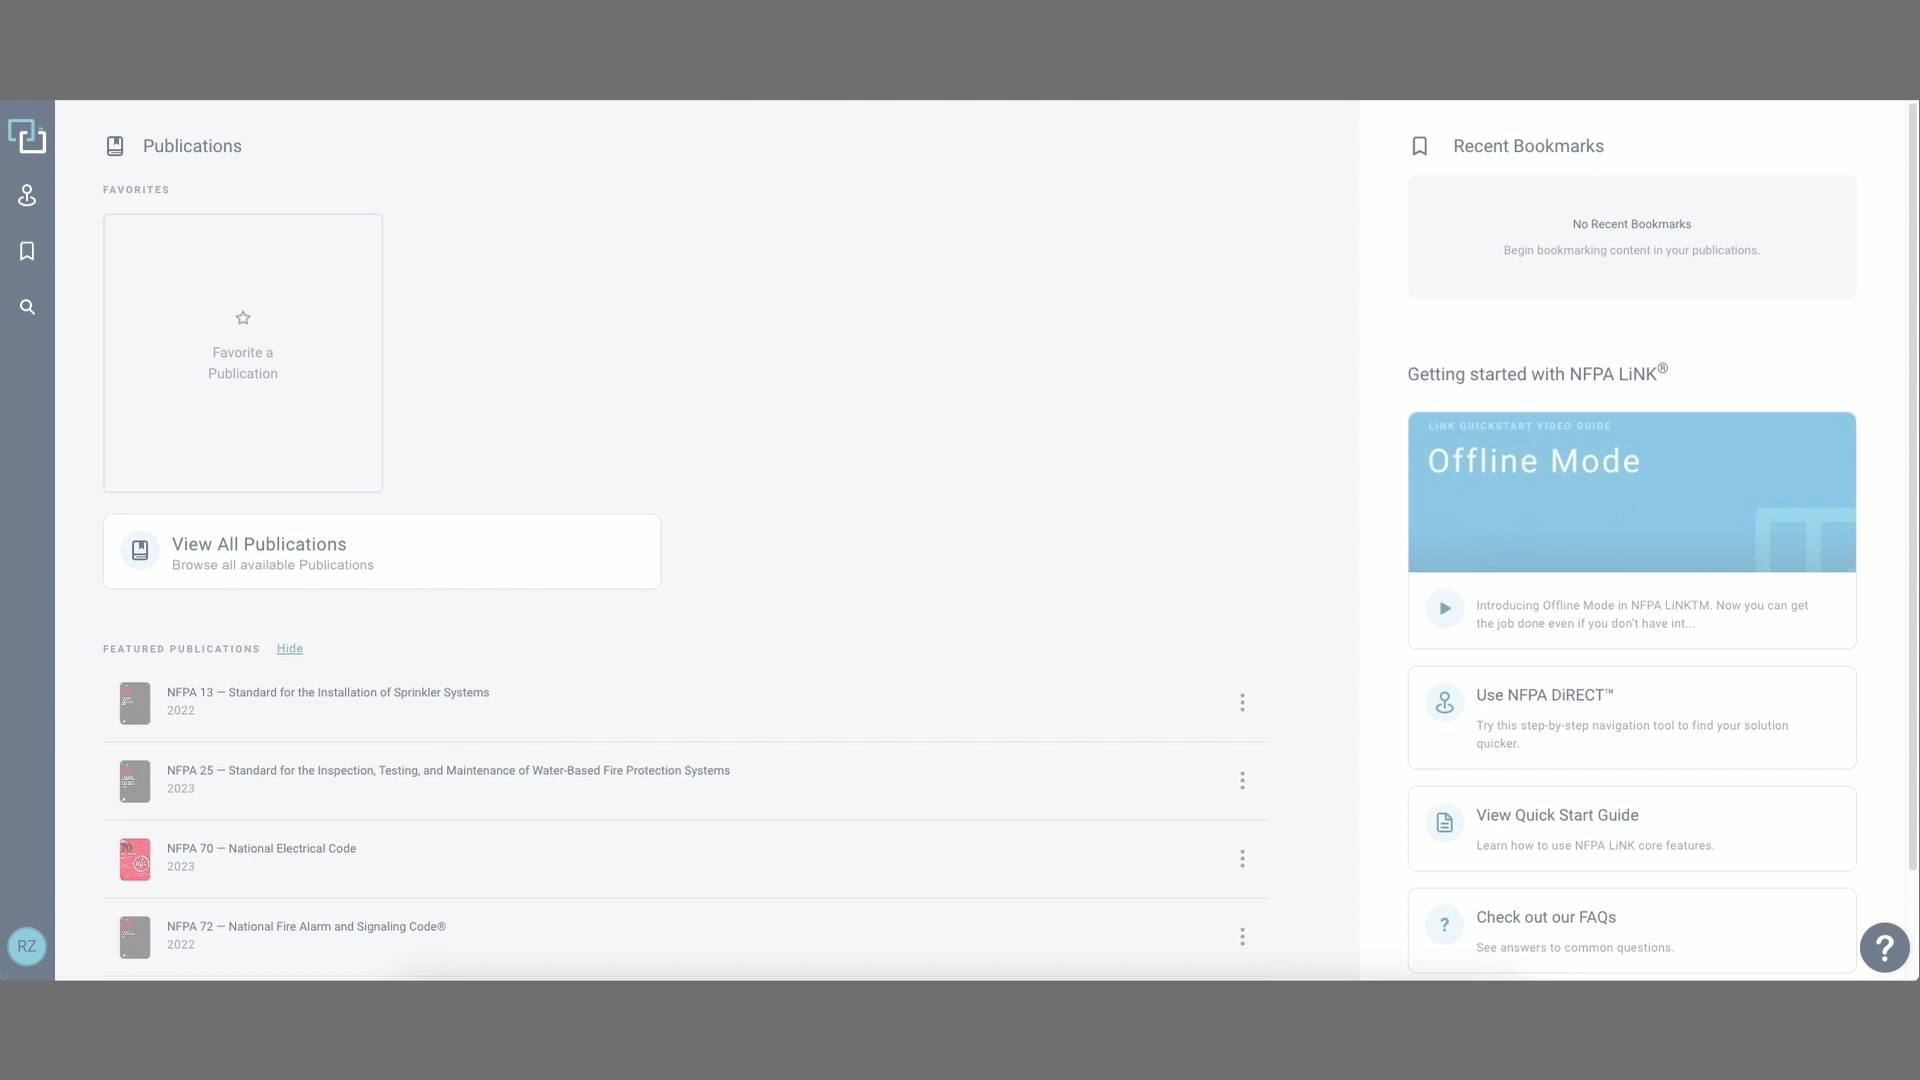 Publications
FAVORITES
Favorite a
Publication
View All Publications
Browse all available Publications
FEATURED PUBLICATIONS Hide
NFPA 13 — Standard for the Installation of Sprinkler Systems
2022
NFPA 25 — Standard for the Inspection, Testing, and Maintenance of Water-Based Fire Protection Systems
2023
70
NFPA 70 — National Electrical Code
2023
NFPA 72 — National Fire Alarm and Signaling Code®
2022
RZ
Recent Bookmarks
No Recent Bookmarks
Begin bookmarking content in your publications.
Getting started with NFPA LiNK®
LiNK QUICKSTART VIDEO GUIDE
Offline Mode
Introducing Offline Mode in NFPA LiNKTM. Now you can get
the job done even if you don't have int...
Use NFPA DiRECT™
Try this step-by-step navigation tool to find your solution
quicker.
View Quick Start Guide
Learn how to use NFPA LiNK core features.
?
Check out our FAQs
See answers to common questions.
?